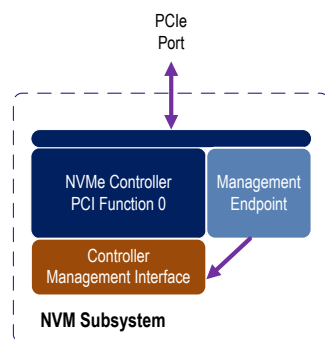 PCIe
Port
NVMe Controller
PCI Function 0
Management
Endpoint
Controller
Management Interface
NVM Subsystem